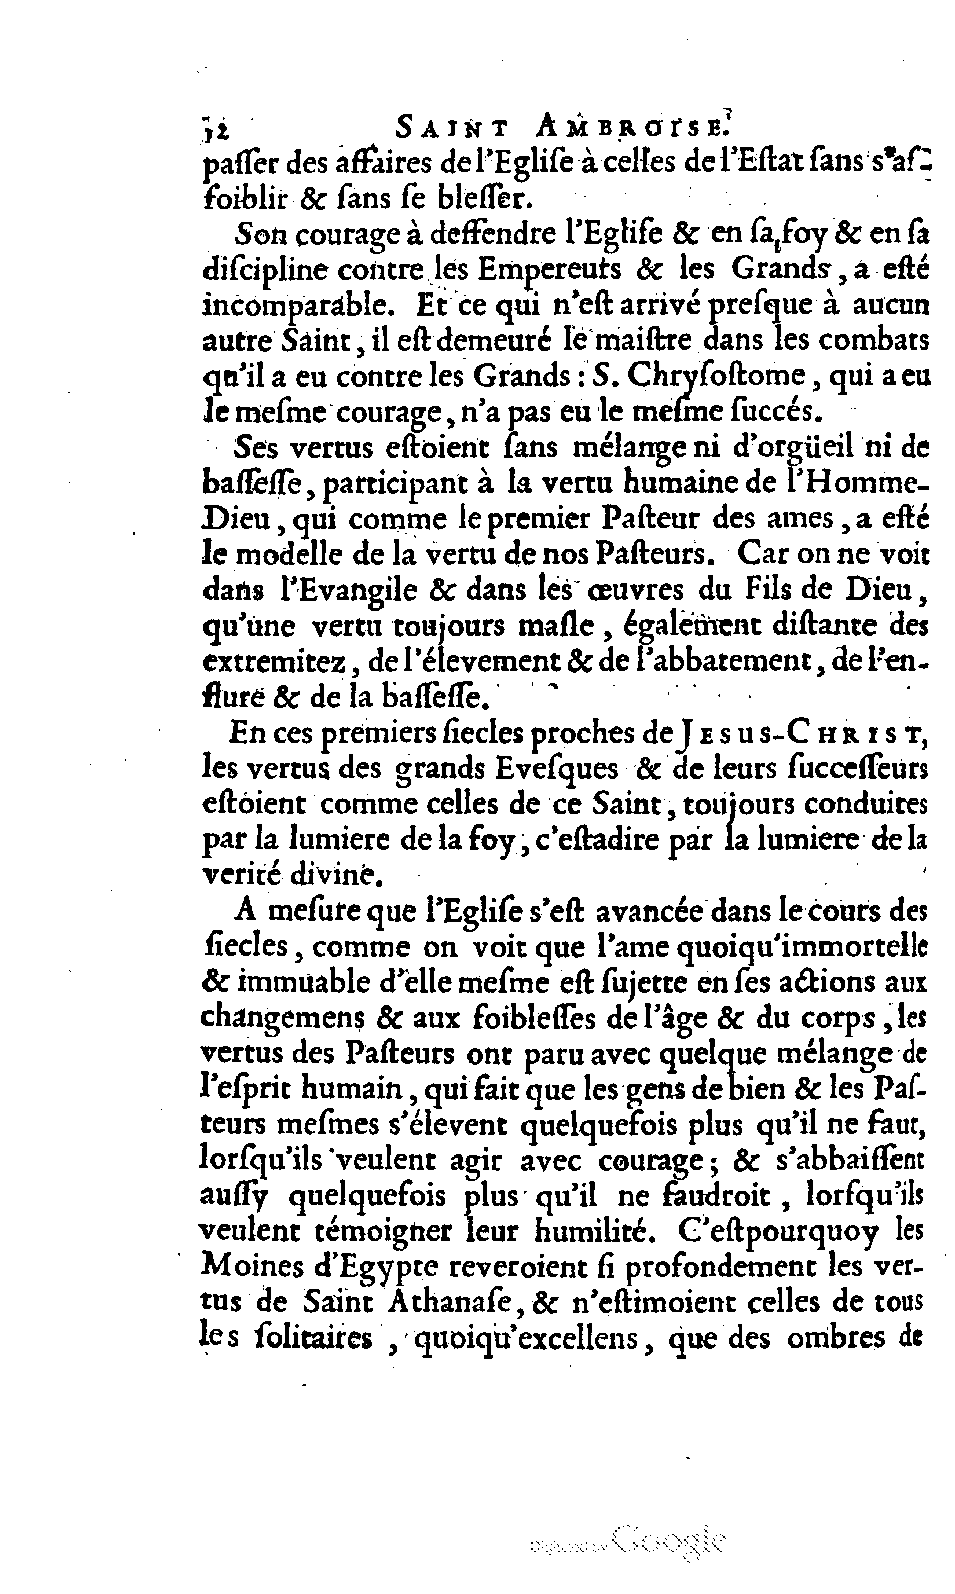 32 SAINT AMBROISE.
paſſer des affaires de l'Egliſe à celles de l'Eſtat ſans s'af-
foiblir & ſans ſe bleſſer.
Son courage à deffendre l'Egliſe & en ſa foy & en ſa
diſcipline contre les Empereurs & les Grands, a eſté
incomparable. Et ce qui n'eſt arrivé preſque à aucun
autre Saint, il eſt demeuré le maiſtre dans les combats
qu'il a eu contre les Grands : S. Chryſoſtome, qui a eu
le meſme courage, n'a pas eu le meſme ſuccés.
Ses vertus eſtoient ſans mélange ni d'orgüeil ni de
baſſeſſe, participant à la vertu humaine de l'Homme-
Dieu, qui comme le premier Paſteur des ames, a eſté
le modelle de la vertu de nos Paſteurs. Car on ne voit
dans l'Evangile & dans les œuvres du Fils de Dieu,
qu'une vertu toujours maſle, également diſtante des
extremitez, de l'élevement & de l'abbatement, de l'en-
flure & de la baſſeſſe.
En ces premiers ſiecles proches de JESUS-CHRIST,
les vertus des grands Eveſques & de leurs ſucceſſeurs
eſtoient comme celles de ce Saint, toujours conduites
par la lumiere de la foy, c'eſtadire par la lumiere de la
verité divine.
A meſure que l'Egliſe s'eſt avancée dans le cours des
ſiecles, comme on voit que l'ame quoiqu'immortelle
& immuable d'elle meſme eſt ſujette en ſes actions aux
changemens & aux foibleſſes de l'âge & du corps, les
vertus des Paſteurs ont paru avec quelque mélange de
l'eſprit humain, qui fait que les gens de bien & les Paſ-
teurs meſmes s'élevent quelquefois plus qu'il ne faut,
lorſqu'ils veulent agir avec courage; & s'abbaiſſent
auſſy quelquefois plus qu'il ne faudroit, lorſqu'ils
veulent témoigner leur humilité. C'eſtpourquoy les
Moines d'Egypte reveroient ſi profondement les ver-
tus de Saint Athanaſe, & n'eſtimoient celles de tous
les ſolitaires, quoiqu'excellens, que des ombres de
Google